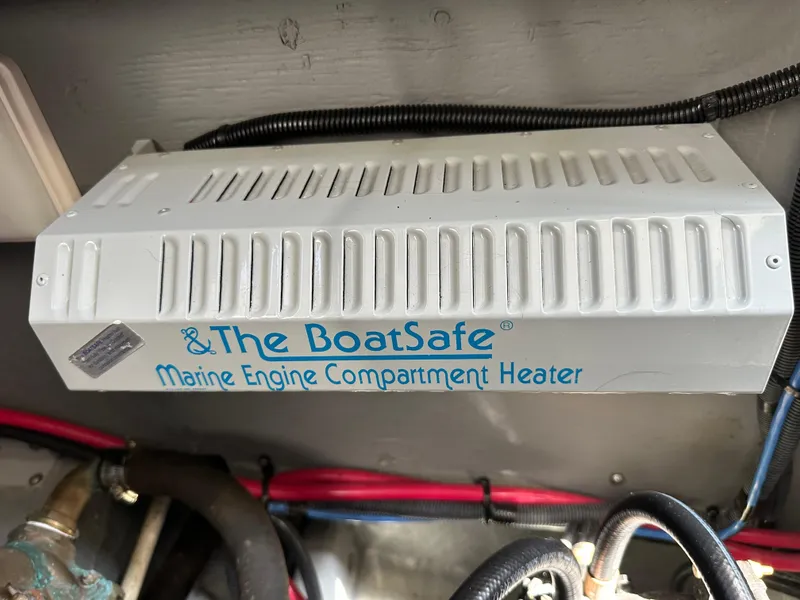 The BoatSafe®
Marine Engine Compartment Heater